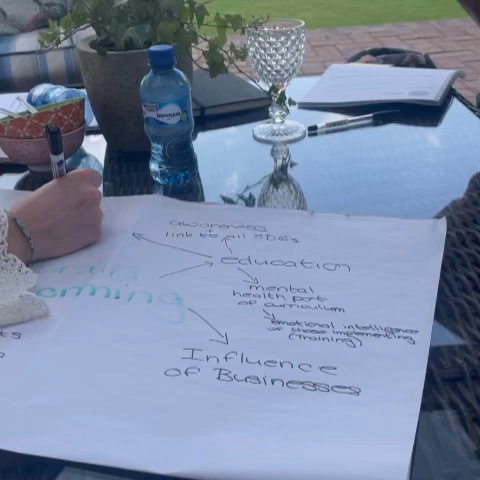 awareness
link to all
education
mental
health part
of curriculum
emotional intelligence
of those implementing
(training)
orming
Influence
of Businesses